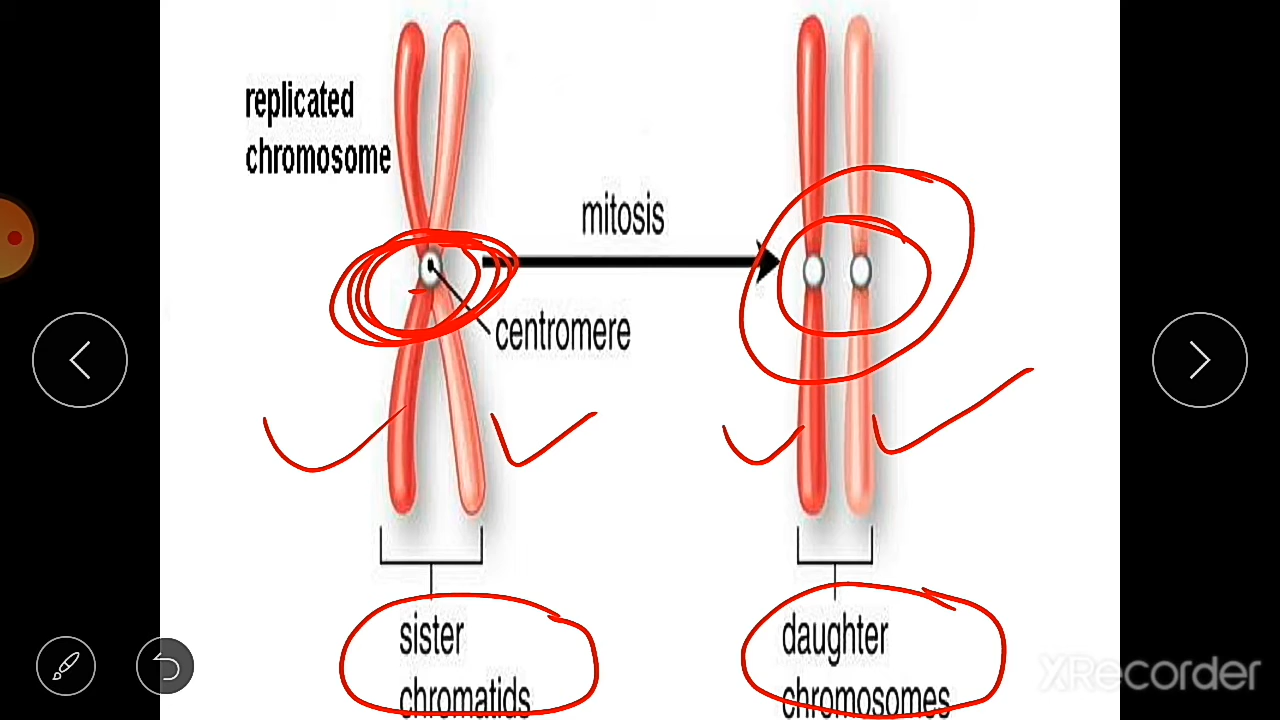 replicated
chromosome
mitosis
centromere
sister
chromatids
daughter
chromosomes
XRecorder